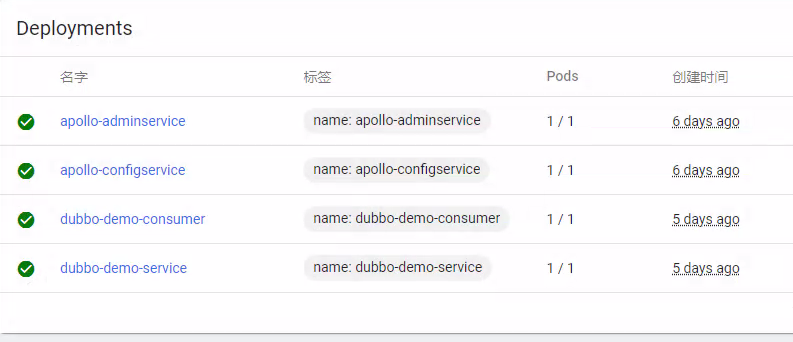 Deployments
名字 标签 Pods 创建时间
apollo-adminservice name: apollo-adminservice 1 / 1 6 days ago
apollo-configservice name: apollo-configservice 1 / 1 6 days ago
dubbo-demo-consumer name: dubbo-demo-consumer 1 / 1 5 days ago
dubbo-demo-service name: dubbo-demo-service 1 / 1 5 days ago